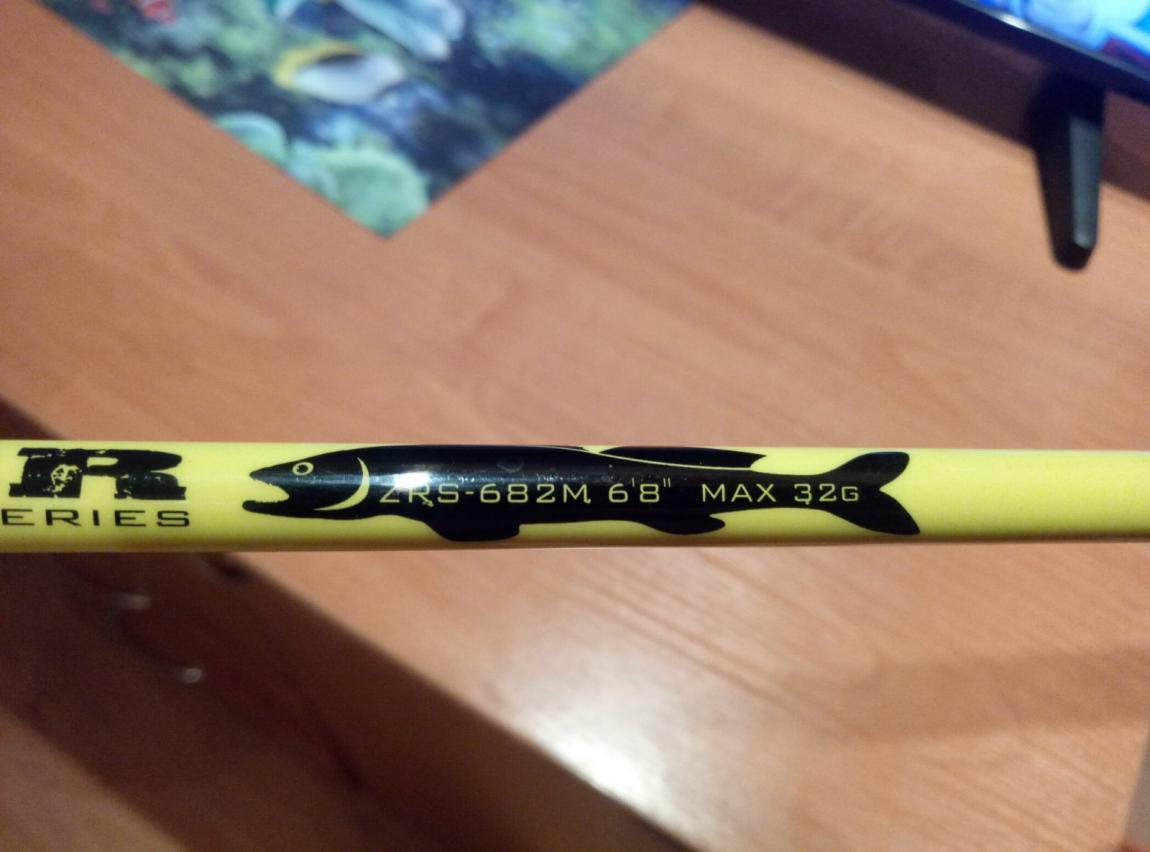 R
ERIES
ZRS-682M 6'8" MAX 32G